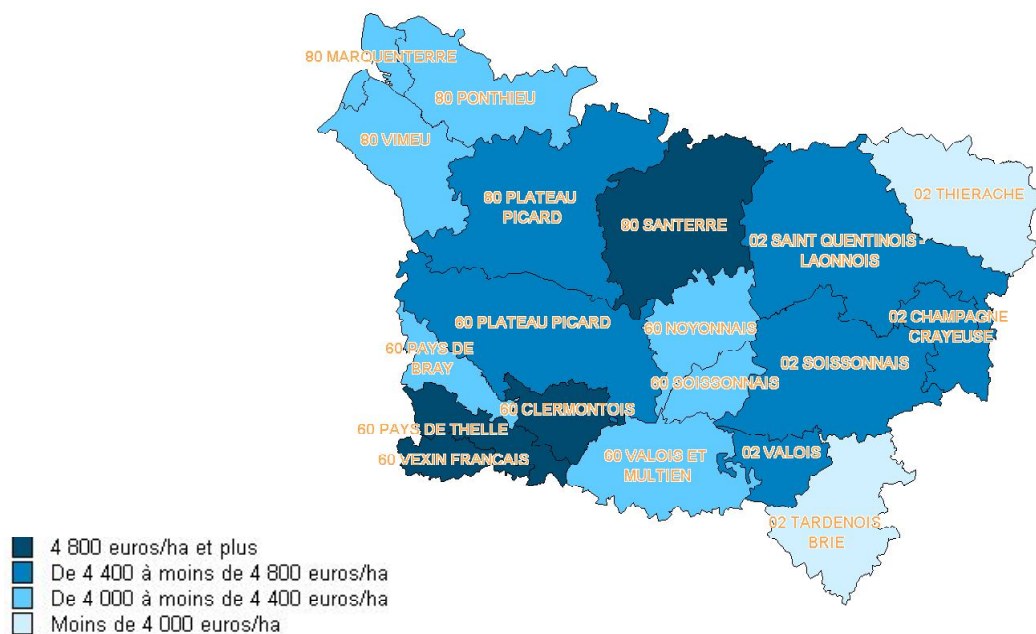 80 MARQUENTERRE
80 PONTHIEU
80 VIMEU
02 THIERACHE
80 PLATEAU
PICARD
80 SANTERRE
02 SAINT QUENTINOIS -
LAONNOIS
60 PLATEAU PICARD
60 NOYONNAIS
02 CHAMPAGNE
CRAYEUSE
60 PAYS DE
BRAY
02 SOISSONNAIS
60 SOISSONNAIS
60 CLERMONTOIS
60 PAYS DE THELLE
60 VEXIN FRANCAIS
60 VALOIS ET
MULTIEN
02 VALOIS
02 TARDENOIS
BRIE
4 800 euros/ha et plus
De 4 400 à moins de 4 800 euros/ha
De 4 000 à moins de 4 400 euros/ha
Moins de 4 000 euros/ha